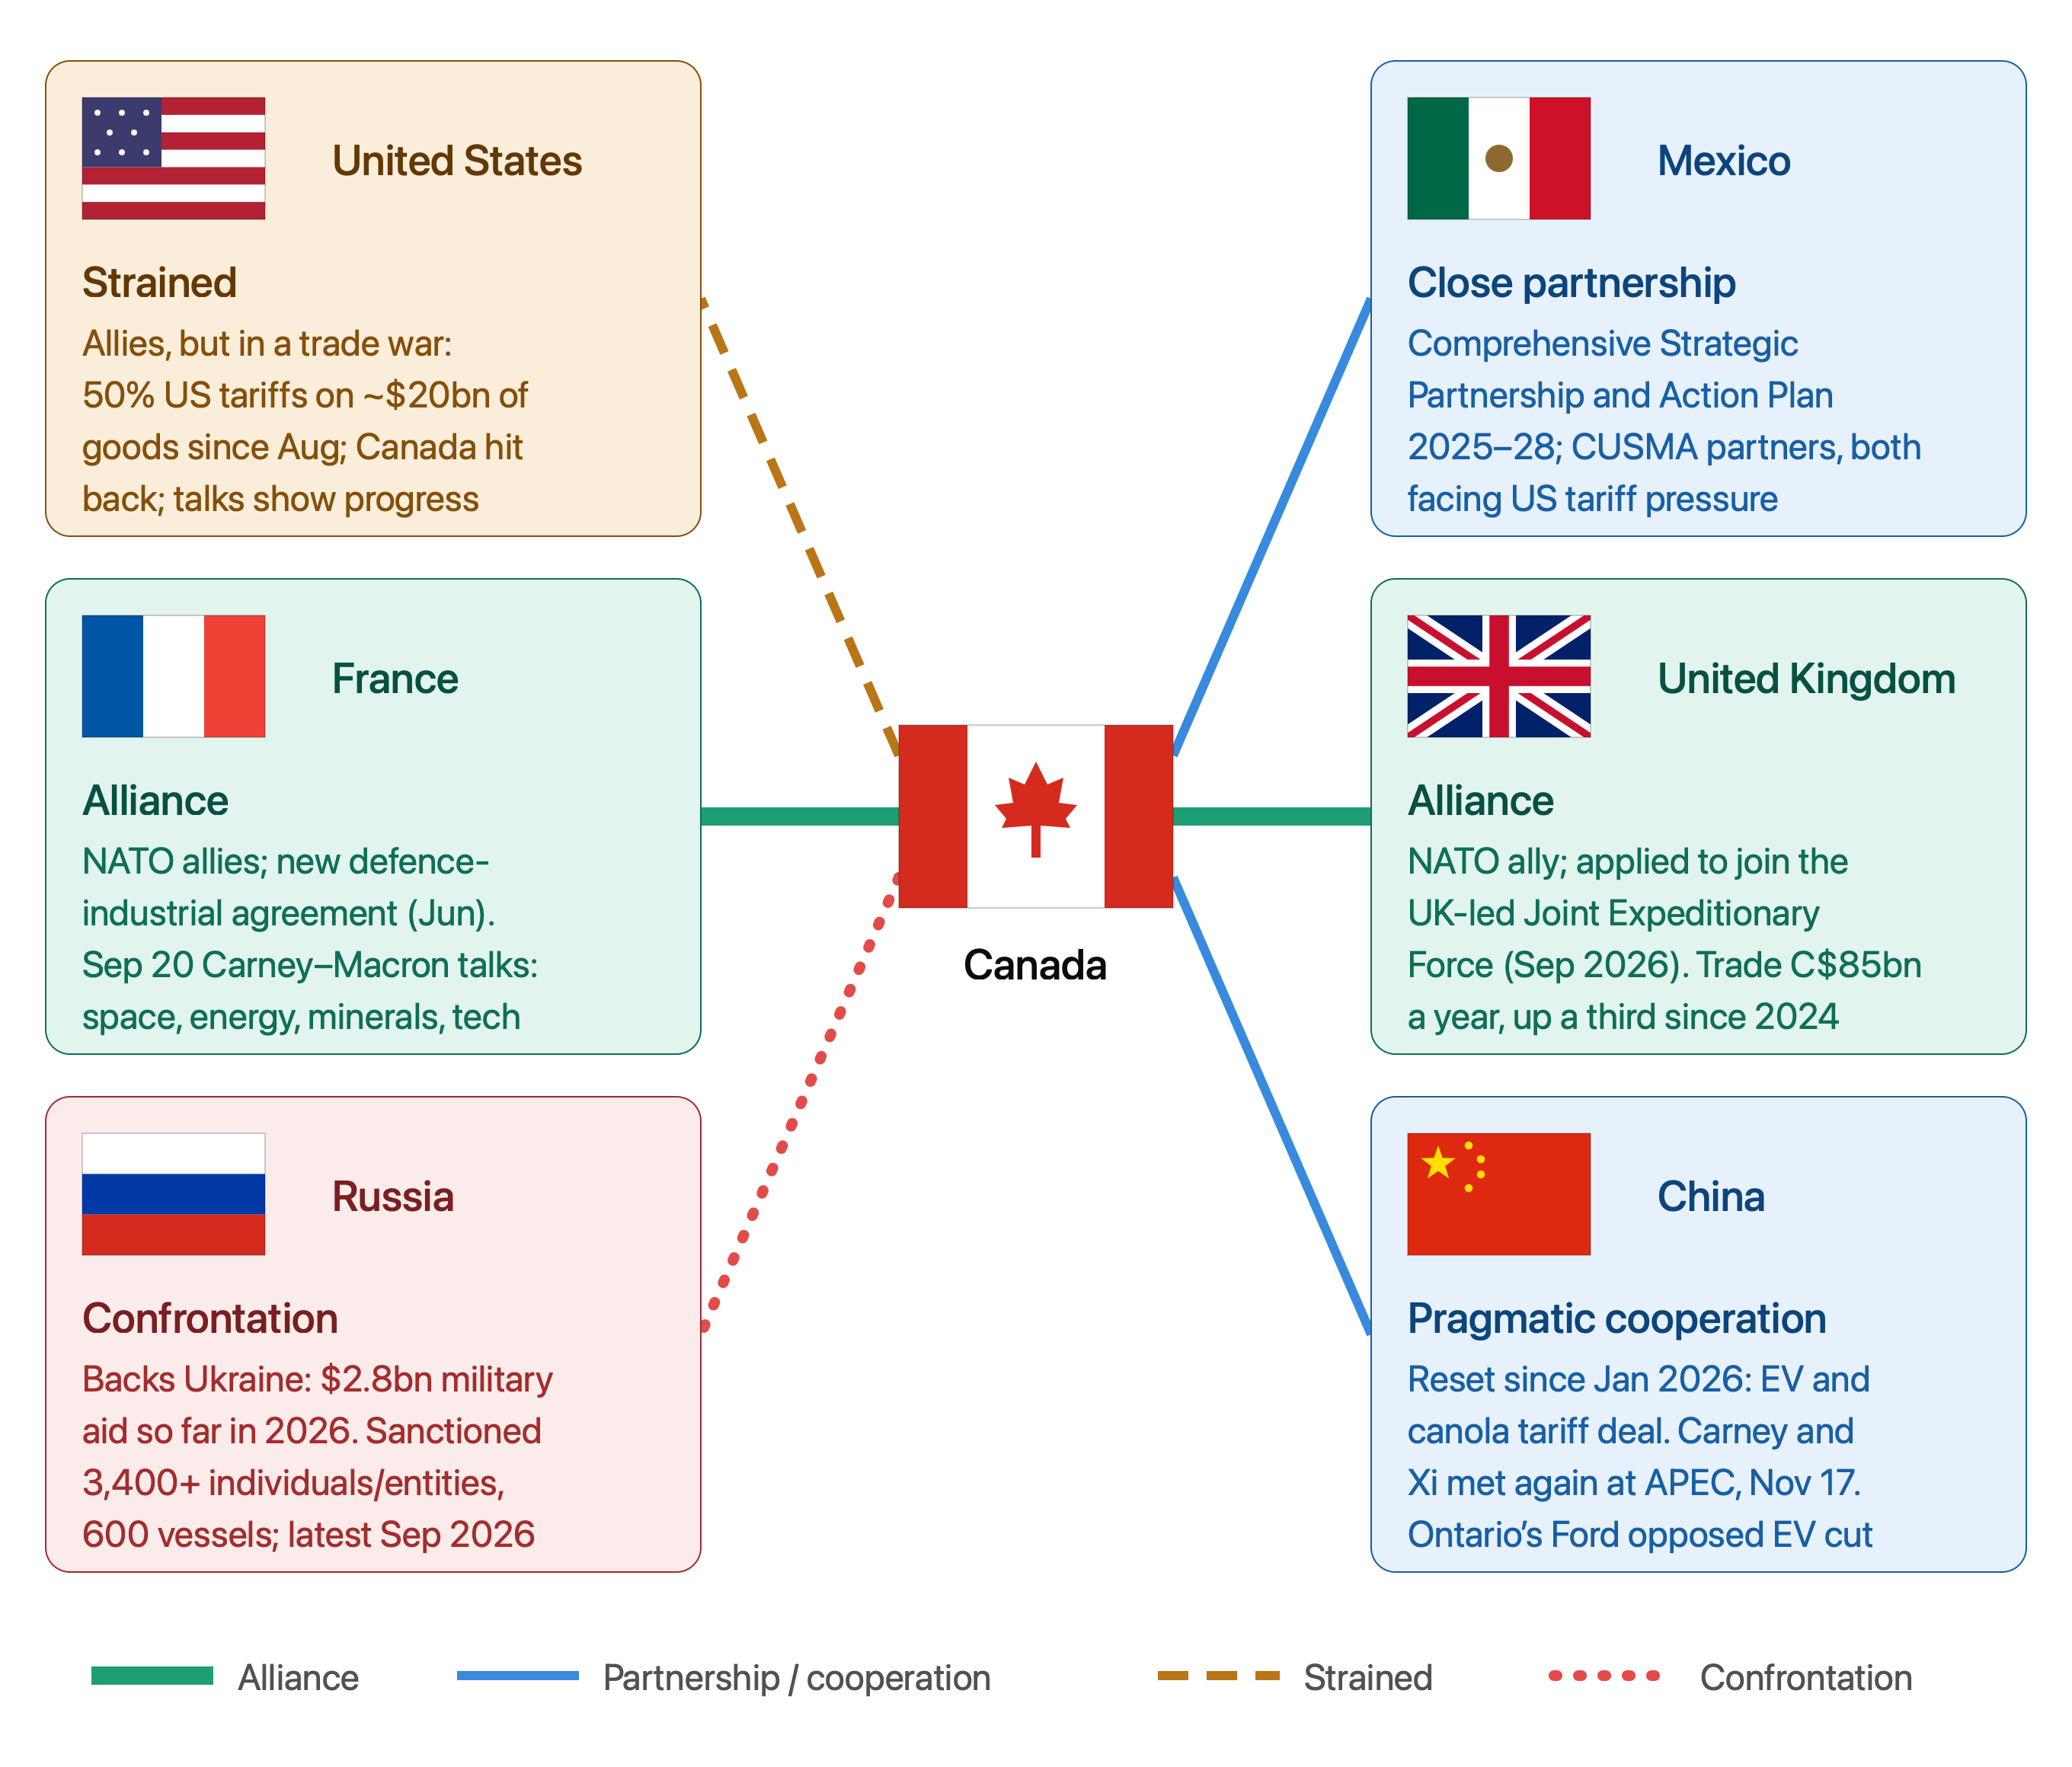 United States
Strained
Allies, but in a trade war:
50% US tariffs on ~$20bn of
goods since Aug; Canada hit
back; talks show progress
Mexico
Close partnership
Comprehensive Strategic
Partnership and Action Plan
2025–28; CUSMA partners, both
facing US tariff pressure
France
Alliance
NATO allies; new defence-
industrial agreement (Jun).
Sep 20 Carney–Macron talks:
space, energy, minerals, tech
Canada
United Kingdom
Alliance
NATO ally; applied to join the
UK-led Joint Expeditionary
Force (Sep 2026). Trade C$85bn
a year, up a third since 2024
Russia
Confrontation
Backs Ukraine: $2.8bn military
aid so far in 2026. Sanctioned
3,400+ individuals/entities,
600 vessels; latest Sep 2026
China
Pragmatic cooperation
Reset since Jan 2026: EV and
canola tariff deal. Carney and
Xi met again at APEC, Nov 17.
Ontario’s Ford opposed EV cut
Alliance
Partnership / cooperation
Strained
Confrontation